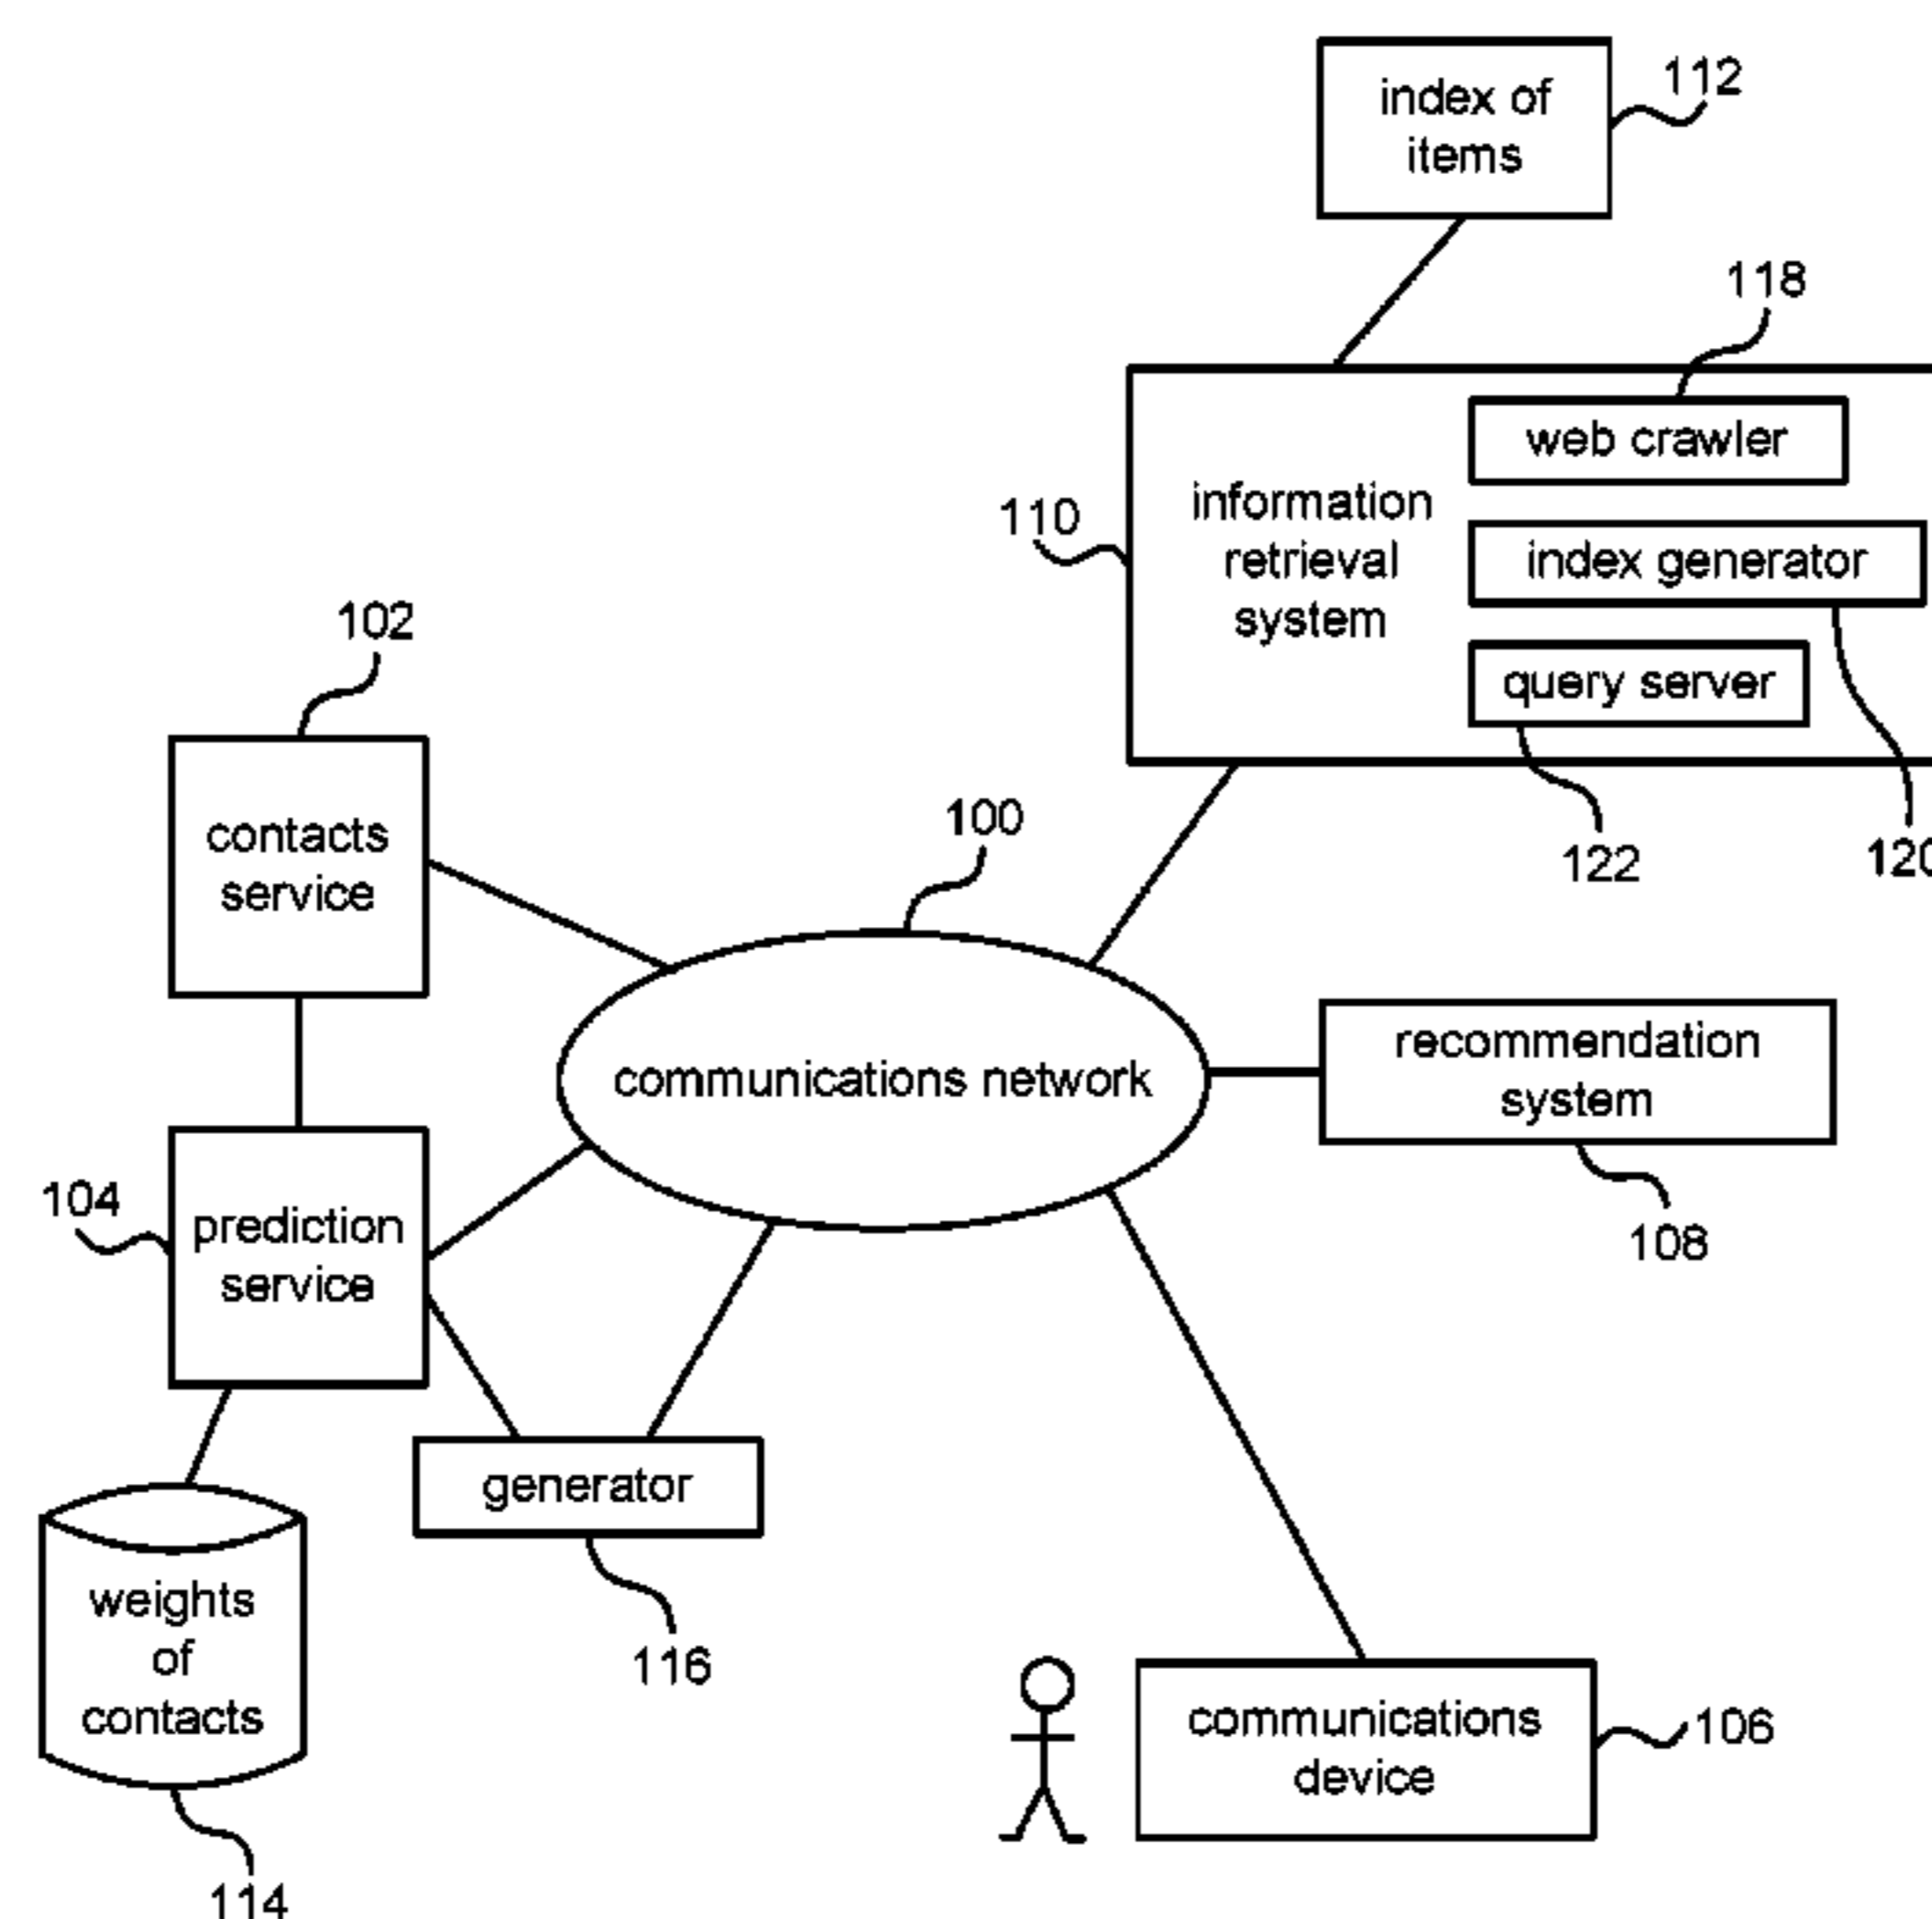 index of
items
112
118
web crawler
110
information
retrieval
system
index generator
query server
102
100
122
120
contacts
service
communications network
recommendation
system
104
prediction
service
108
generator
weights
of
contacts
116
communications
device
106
114